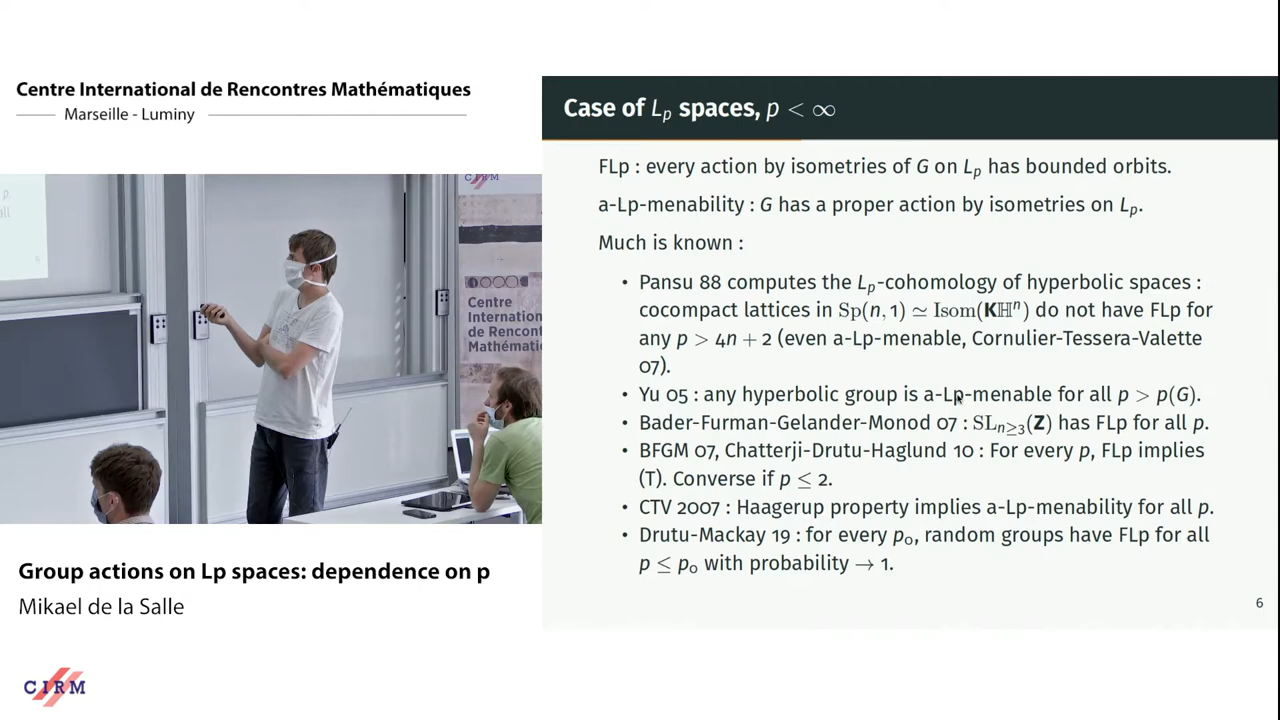 Centre International de Rencontres Mathématiques
Marseille - Luminy
CIRM
Centre
International
de Rencont
Mathémati
Group actions on Lp spaces: dependence on p
Mikael de la Salle
CIRM
Case of Lₚ spaces, p < ∞
FLp : every action by isometries of G on Lₚ has bounded orbits.
a-Lp-menability : G has a proper action by isometries on Lₚ.
Much is known :
• Pansu 88 computes the Lₚ-cohomology of hyperbolic spaces :
cocompact lattices in Sp(n, 1) ≃ Isom(𝐊ℍⁿ) do not have FLp for
any p > 4n + 2 (even a-Lp-menable, Cornulier-Tessera-Valette
07).
• Yu 05 : any hyperbolic group is a-Lp-menable for all p > p(G).
• Bader-Furman-Gelander-Monod 07 : SLₙ≥₃(𝐙) has FLp for all p.
• BFGM 07, Chatterji-Drutu-Haglund 10 : For every p, FLp implies
(T). Converse if p ≤ 2.
• CTV 2007 : Haagerup property implies a-Lp-menability for all p.
• Drutu-Mackay 19 : for every p₀, random groups have FLp for all
p ≤ p₀ with probability → 1.
6